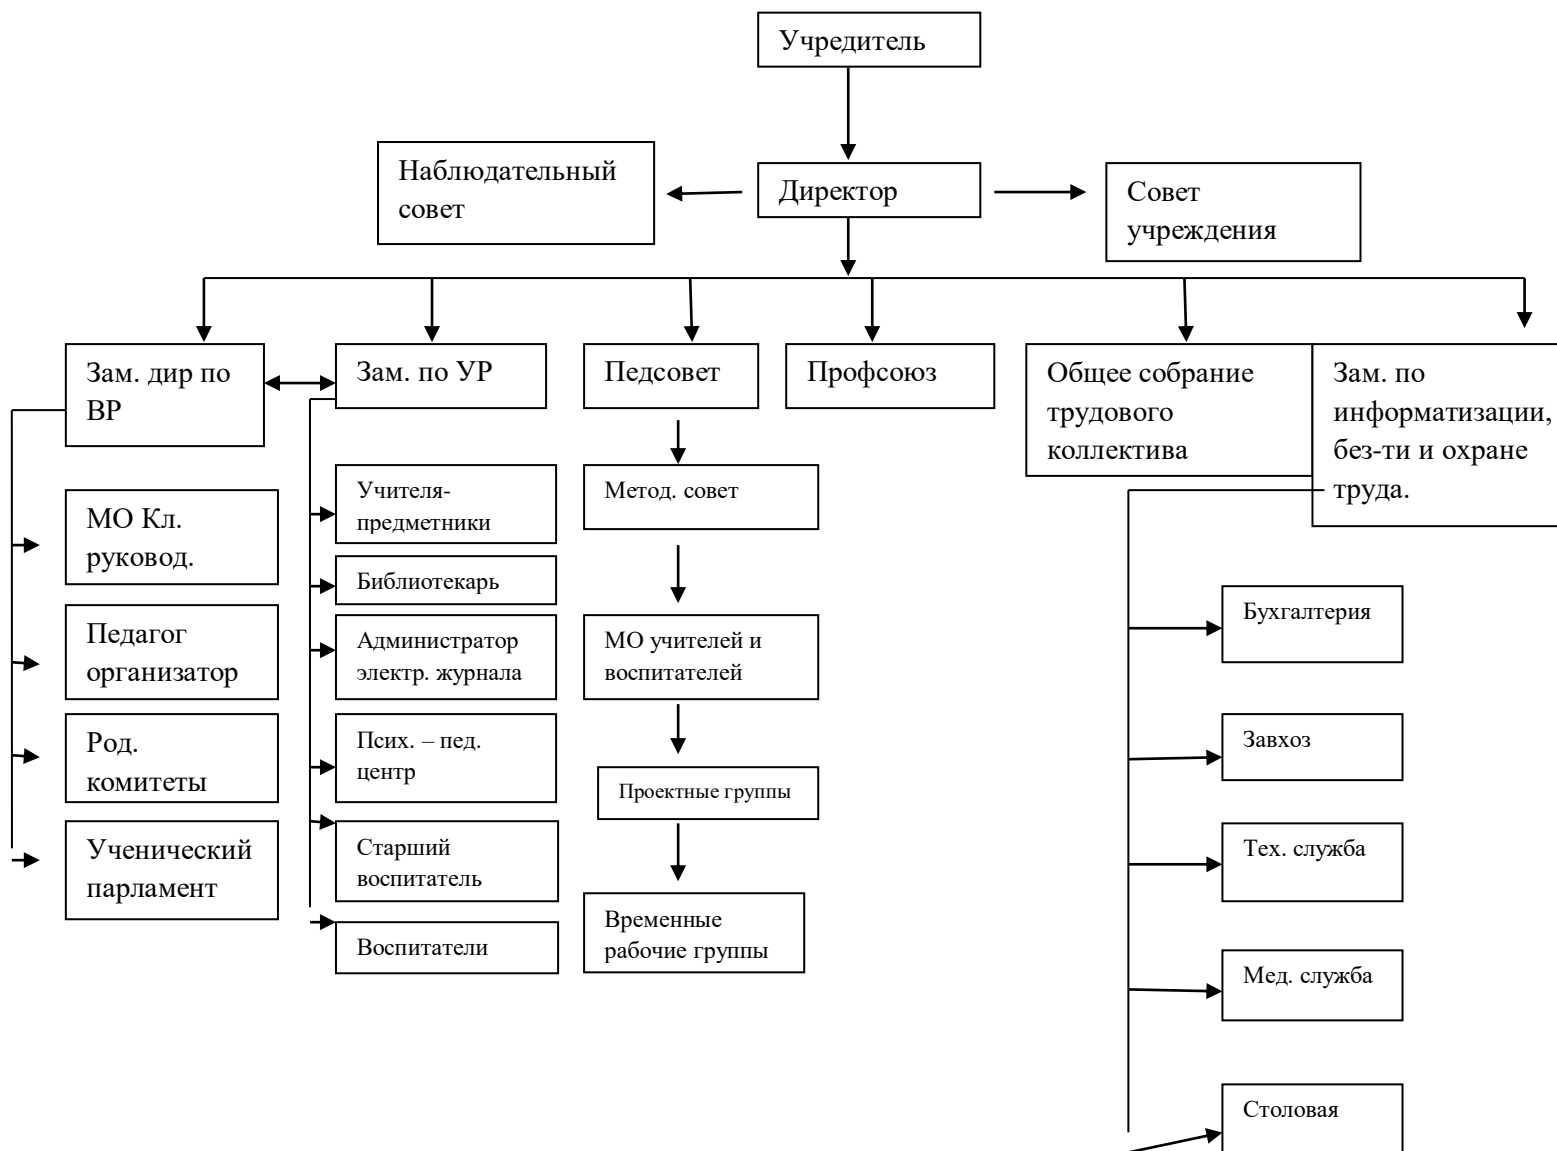 Учредитель
Наблюдательный
совет
Директор
Совет
учреждения
Зам. дир по
ВР
Зам. по УР
Педсовет
Профсоюз
Общее собрание
трудового
коллектива
Зам. по
информатизации,
без-ти и охране
труда.
МО Кл.
руковод.
Педагог
организатор
Род.
комитеты
Ученический
парламент
Учителя-
предметники
Библиотекарь
Администратор
электр. журнала
Псих. – пед.
центр
Старший
воспитатель
Воспитатели
Метод. совет
МО учителей и
воспитателей
Проектные группы
Временные
рабочие группы
Бухгалтерия
Завхоз
Тех. служба
Мед. служба
Столовая